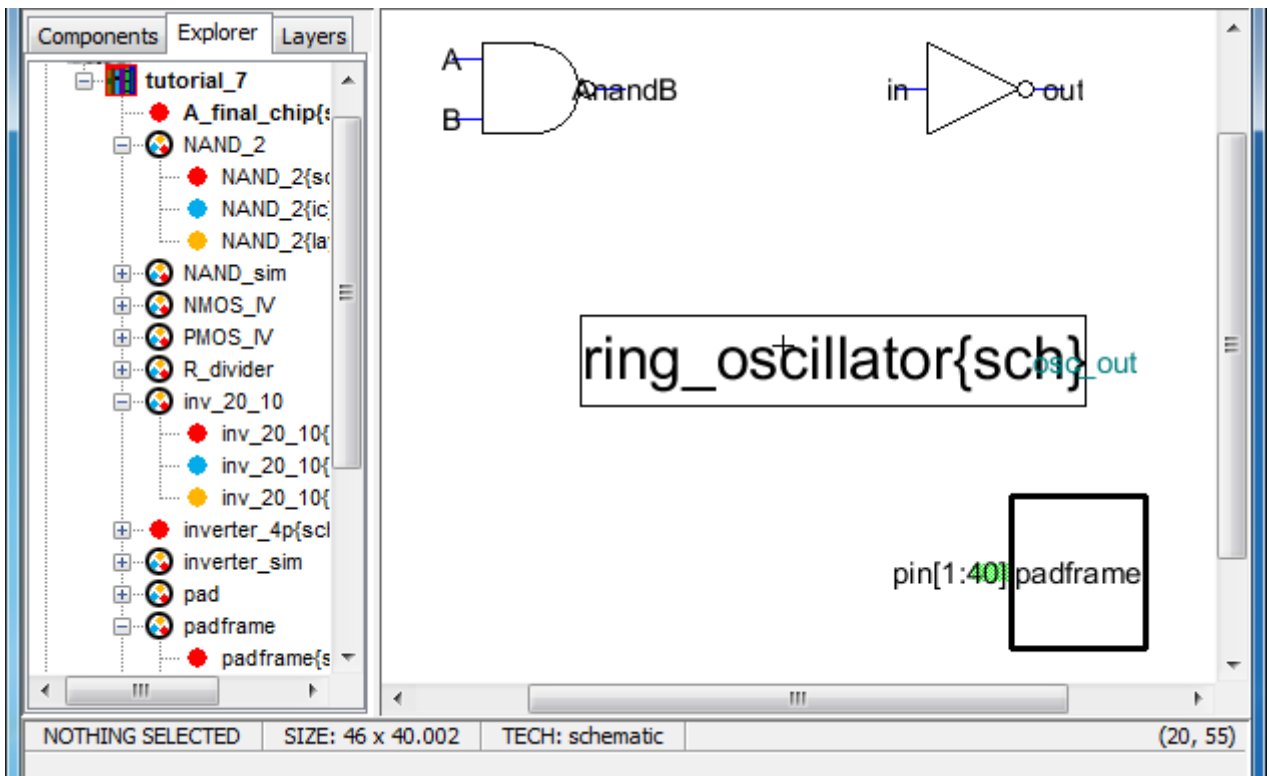 Components Explorer Layers
tutorial_7
A_final_chip{s
NAND_2
NAND_2{sc
NAND_2{ic
NAND_2{la
NAND_sim
NMOS_IV
PMOS_IV
R_divider
inv_20_10
inv_20_10{
inv_20_10{
inv_20_10{
inverter_4p{scl
inverter_sim
pad
padframe
padframe{s
A
B
AnandB
in
out
ring_oscillator{sch}
osc_out
pin[1:40]
padframe
NOTHING SELECTED SIZE: 46 x 40.002 TECH: schematic (20, 55)